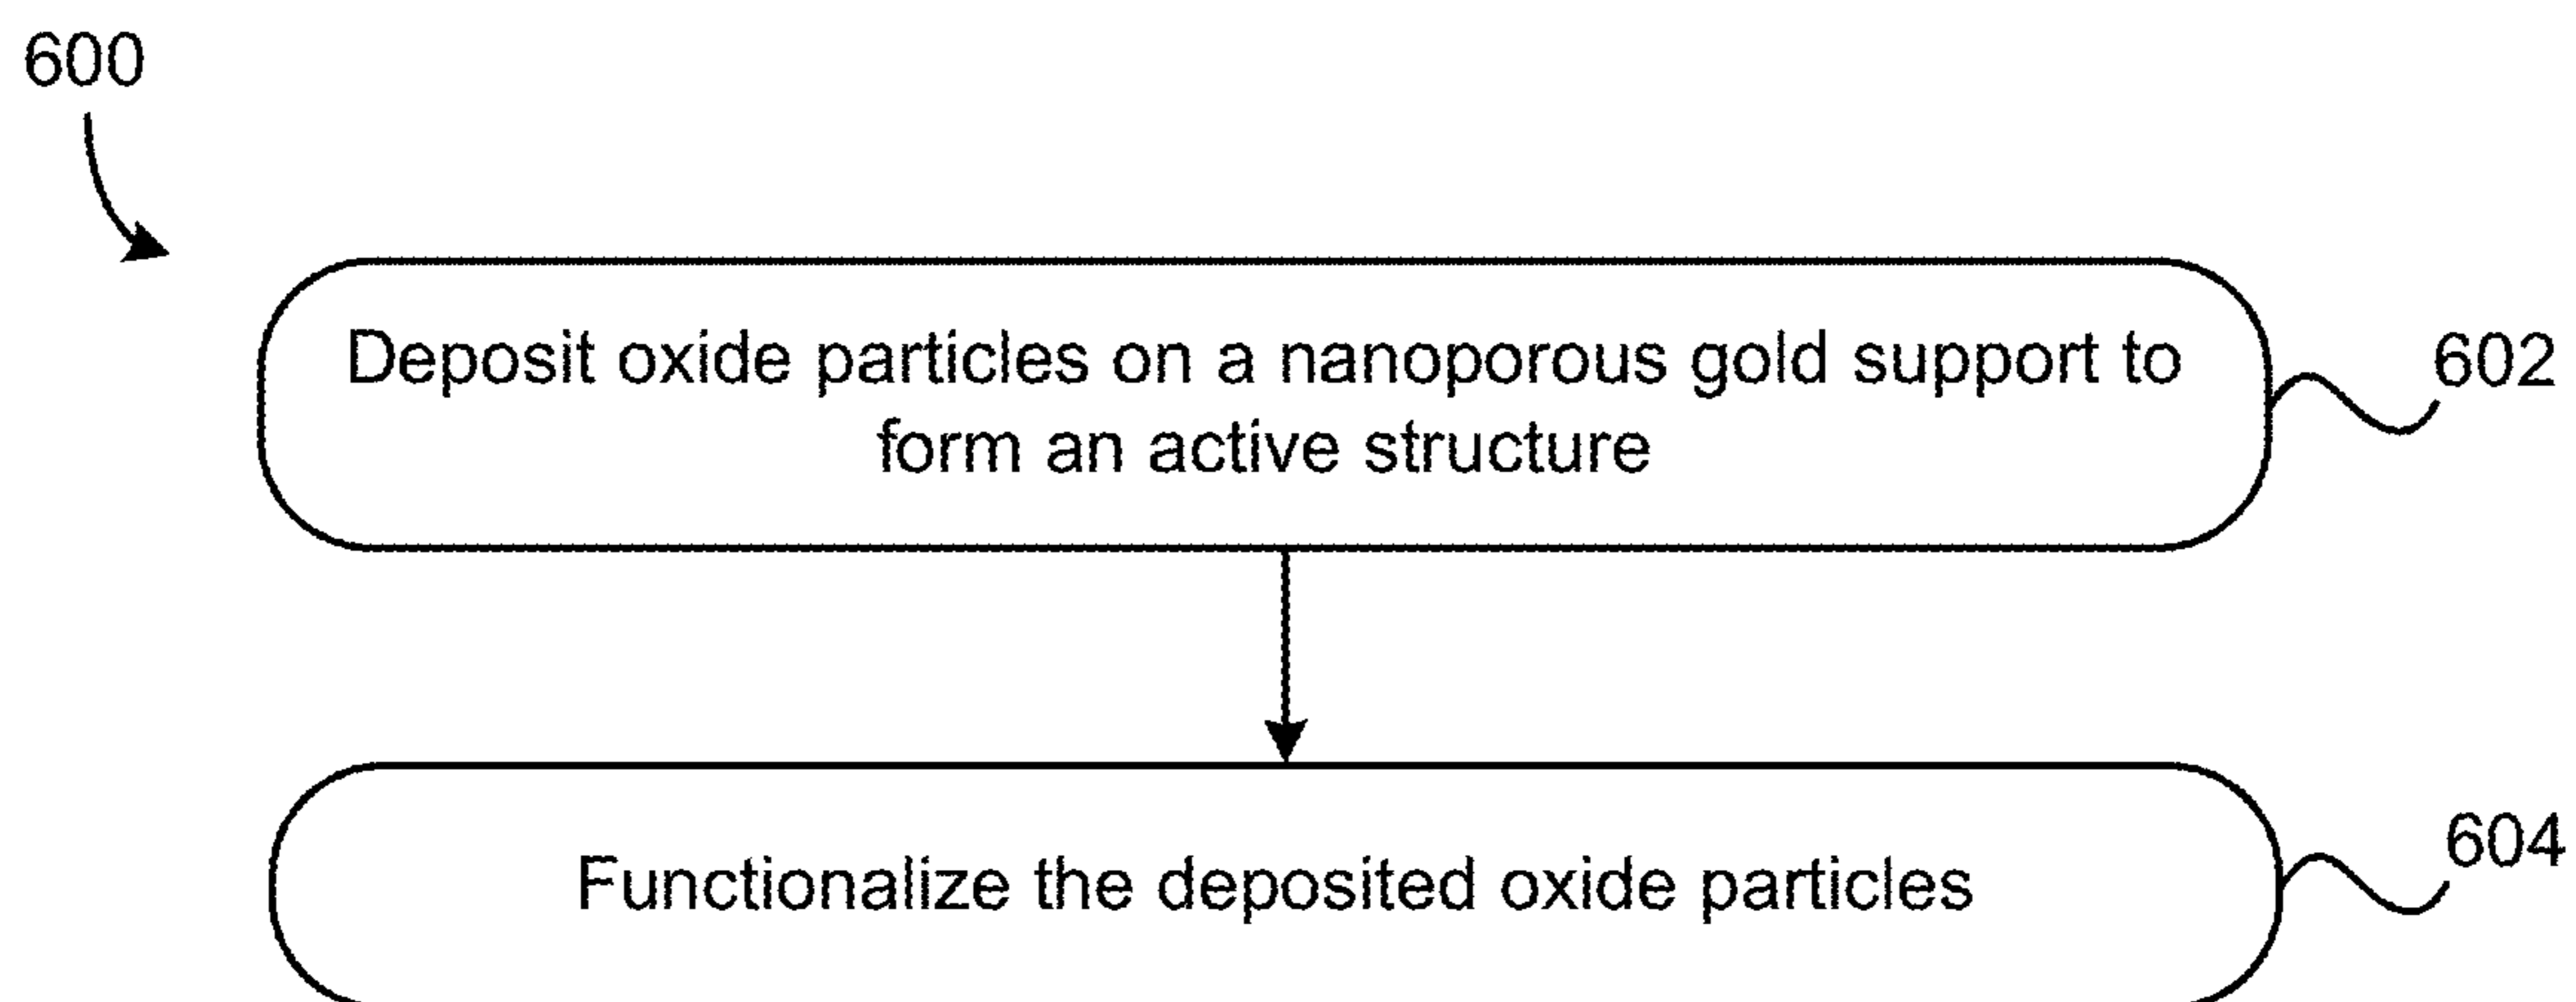 600
Deposit oxide particles on a nanoporous gold support to
form an active structure
602
Functionalize the deposited oxide particles
604